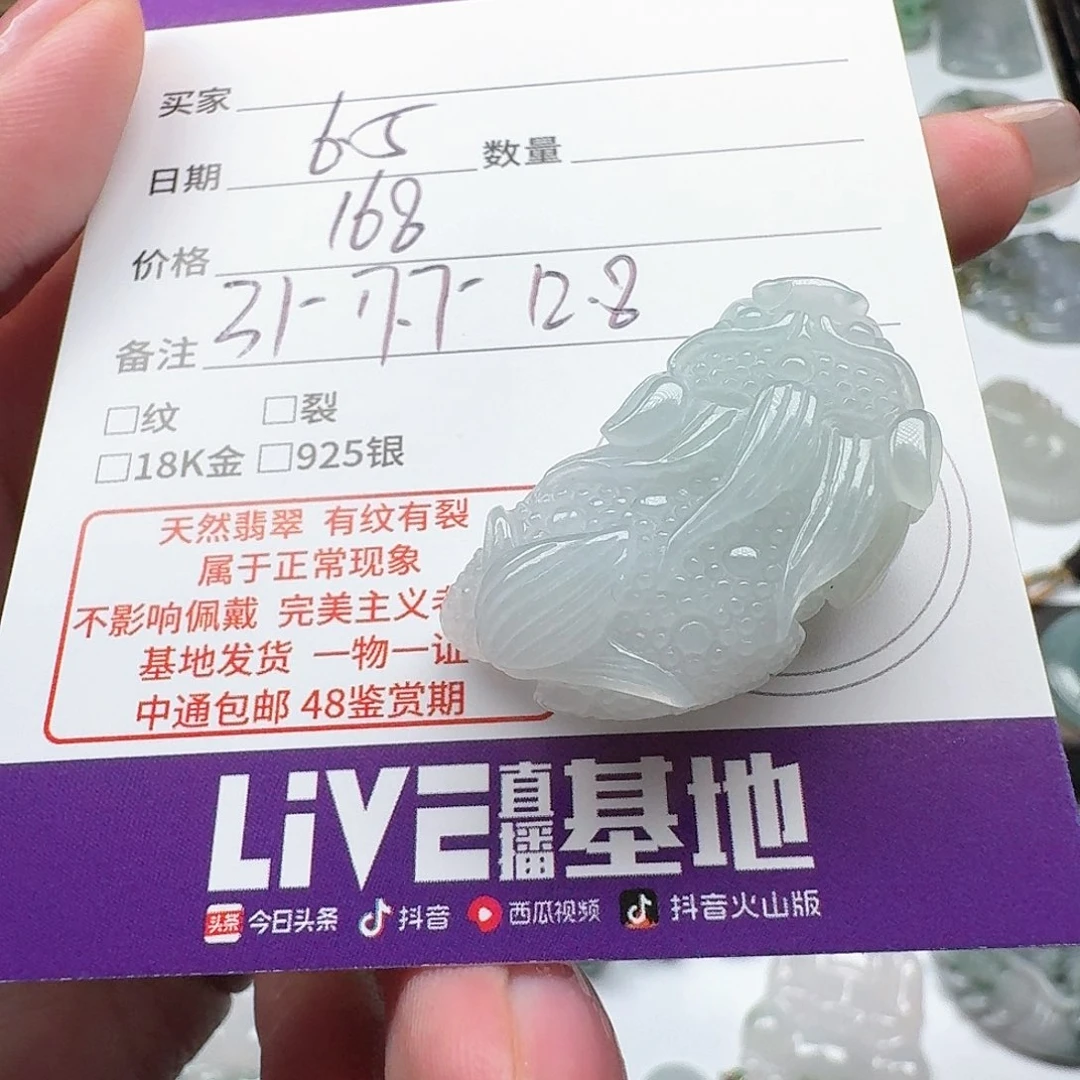 买家
65
日期 数量
168
价格
31-17.7-12.8
备注
□纹 □裂
□18K金 □925银
天然翡翠 有纹有裂
属于正常现象
不影响佩戴 完美主义
基地发货 一物一证
中通包邮 48鉴赏期
LiVE直播基地
头条 今日头条 抖音 西瓜视频 抖音火山版